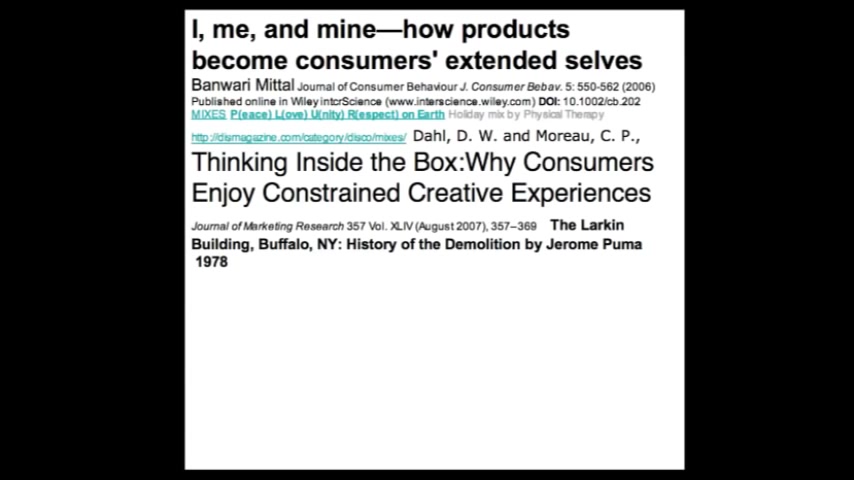 I, me, and mine—how products
become consumers' extended selves
Banwari Mittal Journal of Consumer Behaviour J. Consumer Behav. 5: 550-562 (2006)
Published online in Wiley intcrScience (www.interscience.wiley.com) DOI: 10.1002/cb.202
MIXES P(eace) L(ove) U(nity) R(espect) on Earth Holiday mix by Physical Therapy
http://dismagazine.com/category/disco/mixes/ Dahl, D. W. and Moreau, C. P.,
Thinking Inside the Box:Why Consumers
Enjoy Constrained Creative Experiences
Journal of Marketing Research 357 Vol. XLIV (August 2007), 357–369 The Larkin
Building, Buffalo, NY: History of the Demolition by Jerome Puma
1978